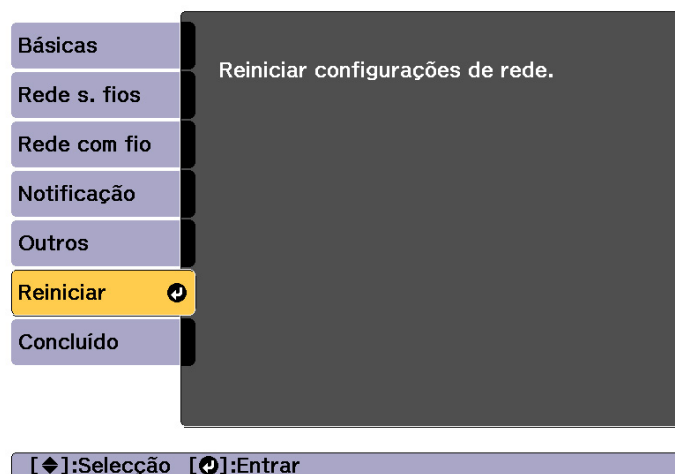 Básicas
Reiniciar configurações de rede.
Rede s. fios
Rede com fio
Notificação
Outros
Reiniciar
Concluído
[◆]:Selecção [↵]:Entrar